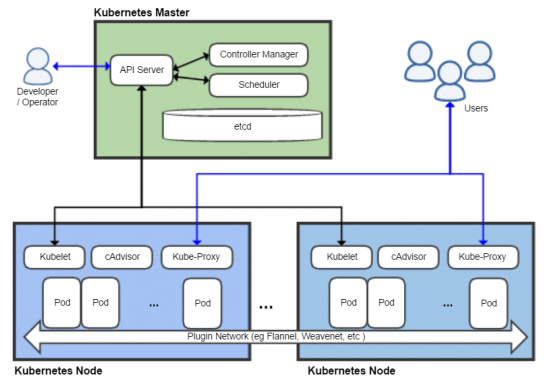 Kubernetes Master
Developer
/ Operator
API Server
Controller Manager
Scheduler
etcd
Users
Kubelet
cAdvisor
Kube-Proxy
Kubelet
cAdvisor
Kube-Proxy
Pod
Pod
...
Pod
...
Pod
Pod
...
Pod
Plugin Network (eg Flannel, Weavenet, etc )
Kubernetes Node
Kubernetes Node